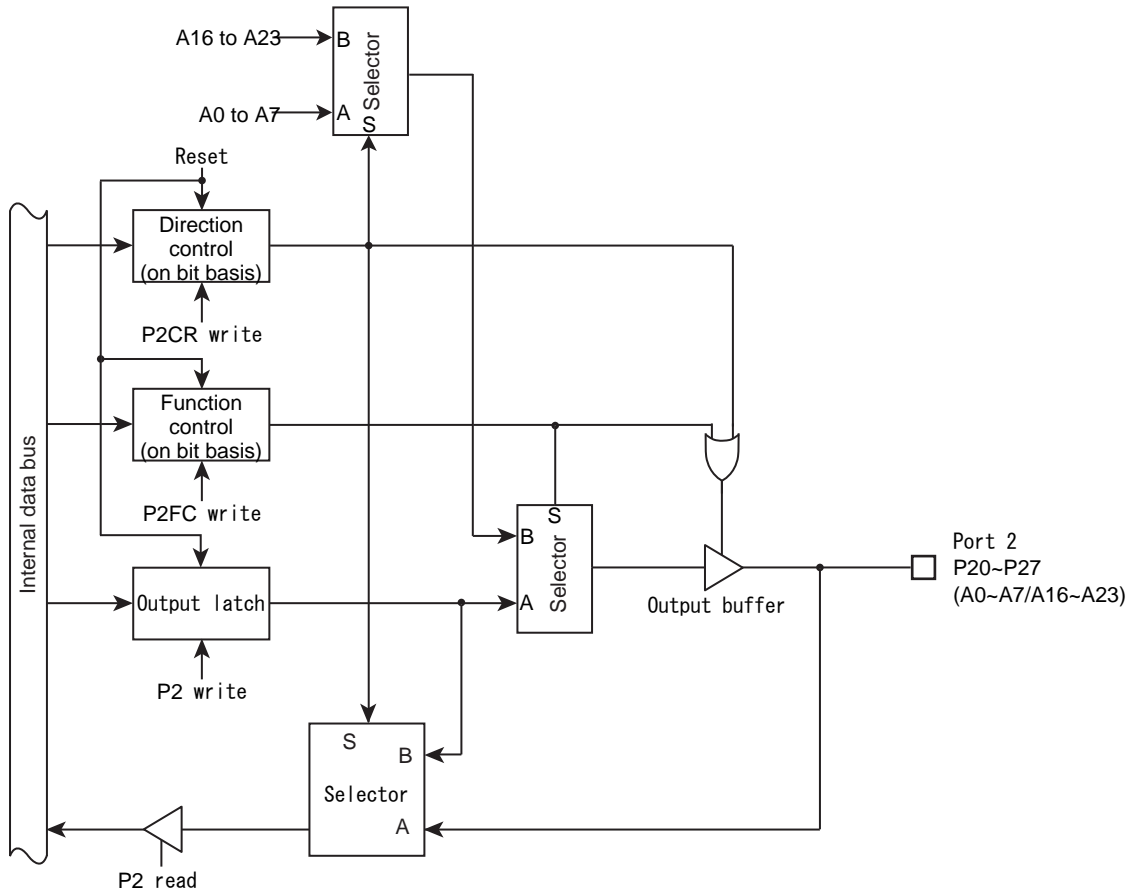 A16 to A23
B
Selector
A0 to A7
A
S
Reset
Direction
control
(on bit basis)
P2CR write
Function
control
(on bit basis)
P2FC write
Internal data bus
S
B
Selector
A
Output buffer
Port 2
P20~P27
(A0~A7/A16~A23)
Output latch
P2 write
S
B
Selector
A
P2 read